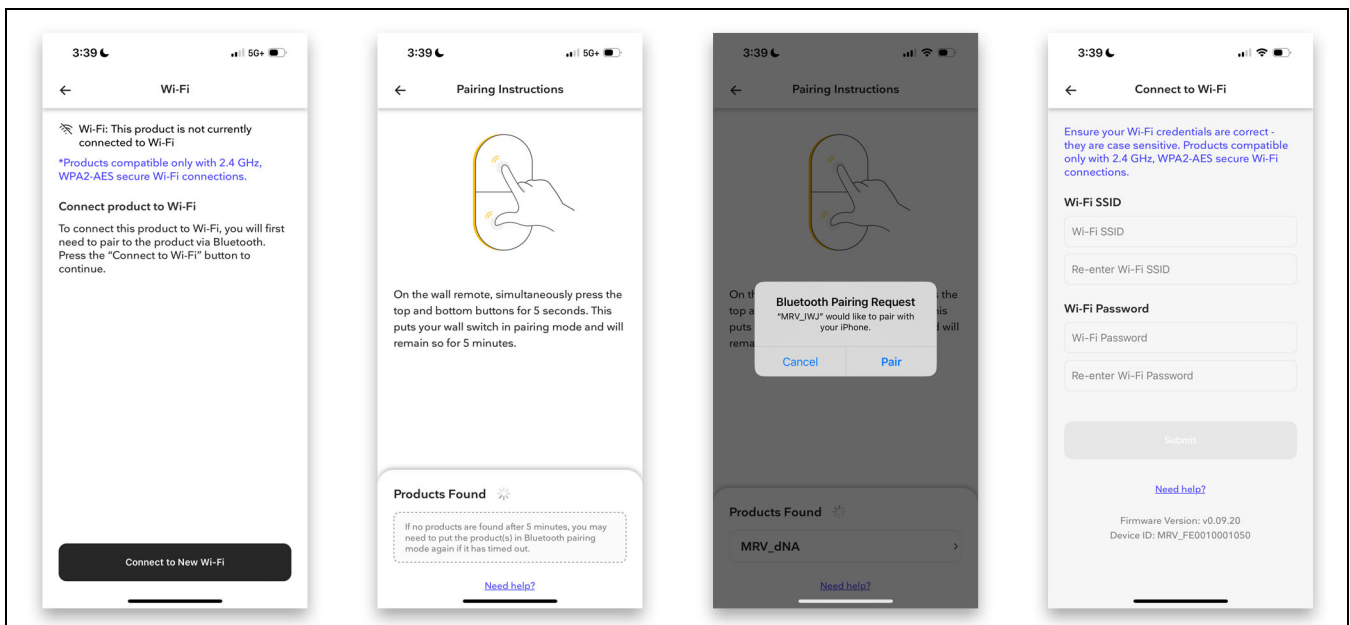 3:39
5G+
Wi-Fi
Wi-Fi: This product is not currently
connected to Wi-Fi
*Products compatible only with 2.4 GHz,
WPA2-AES secure Wi-Fi connections.
Connect product to Wi-Fi
To connect this product to Wi-Fi, you will first
need to pair to the product via Bluetooth.
Press the “Connect to Wi-Fi” button to
continue.
Connect to New Wi-Fi
3:39
5G+
Pairing Instructions
On the wall remote, simultaneously press the
top and bottom buttons for 5 seconds. This
puts your wall switch in pairing mode and will
remain so for 5 minutes.
Products Found
If no products are found after 5 minutes, you may
need to put the product(s) in Bluetooth pairing
mode again if it has timed out.
Need help?
3:39
Pairing Instructions
On th
s the
top a
his
puts
d will
rema
Bluetooth Pairing Request
“MRV_IWJ” would like to pair with
your iPhone.
Cancel Pair
Products Found
MRV_dNA
Need help?
3:39
Connect to Wi-Fi
Ensure your Wi-Fi credentials are correct -
they are case sensitive. Products compatible
only with 2.4 GHz, WPA2-AES secure Wi-Fi
connections.
Wi-Fi SSID
Wi-Fi SSID
Re-enter Wi-Fi SSID
Wi-Fi Password
Wi-Fi Password
Re-enter Wi-Fi Password
Submit
Need help?
Firmware Version: v0.09.20
Device ID: MRV_FE0010001050